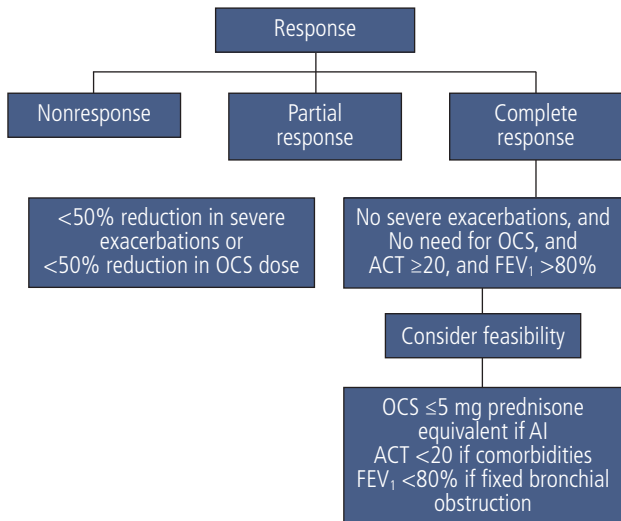 Response
Nonresponse
Partial
response
Complete
response
<50% reduction in severe
exacerbations or
<50% reduction in OCS dose
No severe exacerbations, and
No need for OCS, and
ACT ≥20, and FEV₁ >80%
Consider feasibility
OCS ≤5 mg prednisone
equivalent if AI
ACT <20 if comorbidities
FEV₁ <80% if fixed bronchial
obstruction